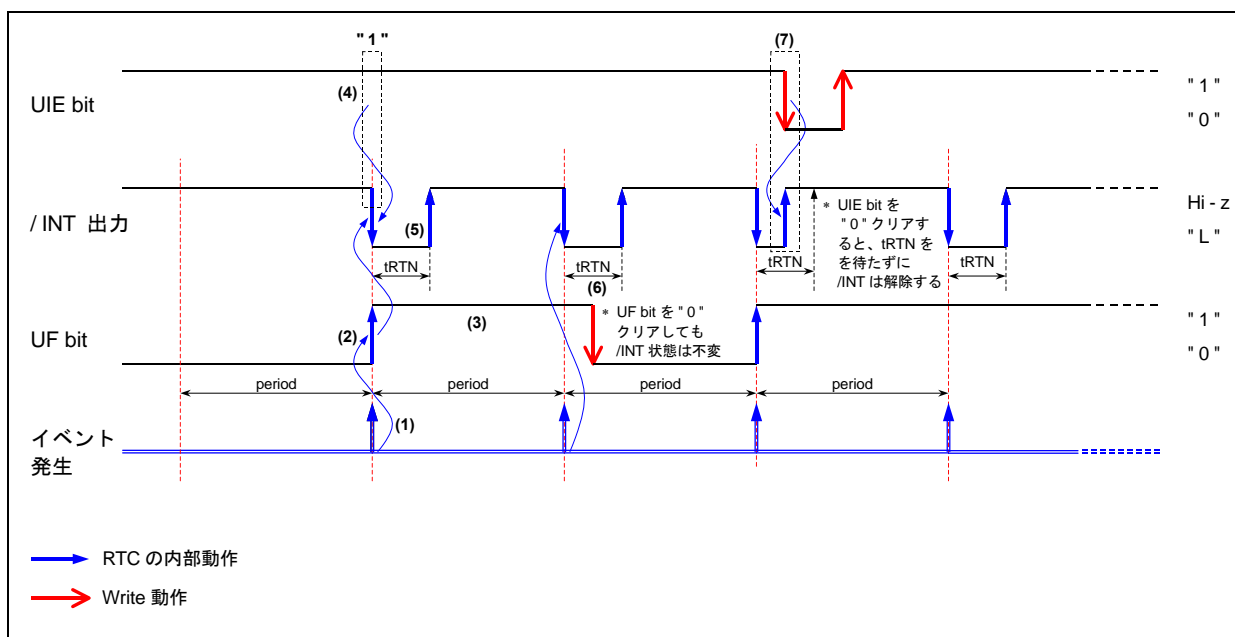 "1"
(7)
UIE bit
(4)
"1"
"0"
/ INT 出力
(5)
tRTN
tRTN
tRTN
tRTN
* UIE bit を
"0"クリアす
ると、tRTN を
を待たずに
/INT は解除する
Hi - z
"L"
UF bit
(2)
(3)
(6)
* UF bit を"0"
クリアしても
/INT 状態は不変
"1"
"0"
period
period
period
period
イベント
発生
(1)
RTC の内部動作
Write 動作